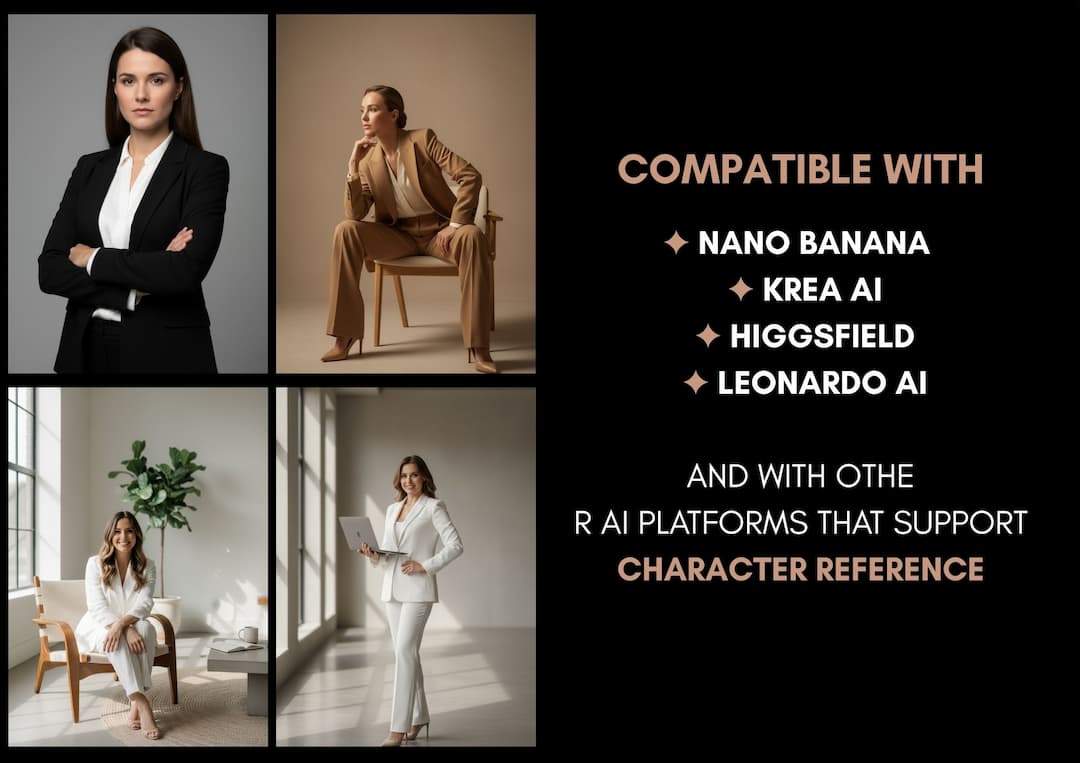 COMPATIBLE WITH
✦ NANO BANANA
✦ KREA AI
✦ HIGGSFIELD
✦ LEONARDO AI
AND WITH OTHE
R AI PLATFORMS THAT SUPPORT
CHARACTER REFERENCE